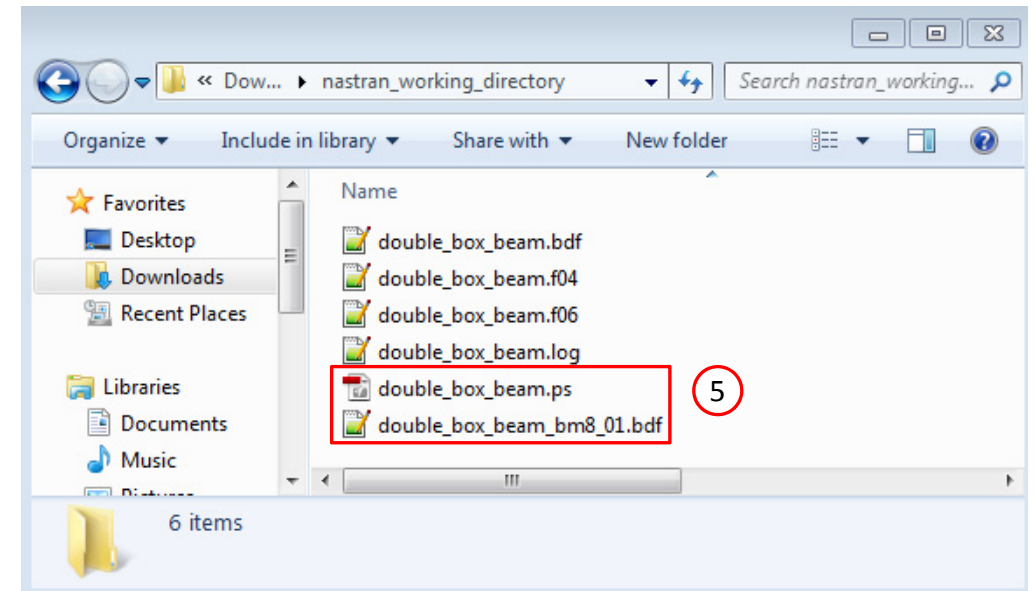 « Dow... nastran_working_directory Search nastran_working...
Organize Include in library Share with New folder
Favorites
Desktop
Downloads
Recent Places
Libraries
Documents
Music
Pictures
Name
double_box_beam.bdf
double_box_beam.f04
double_box_beam.f06
double_box_beam.log
double_box_beam.ps
double_box_beam_bm8_01.bdf
5
6 items